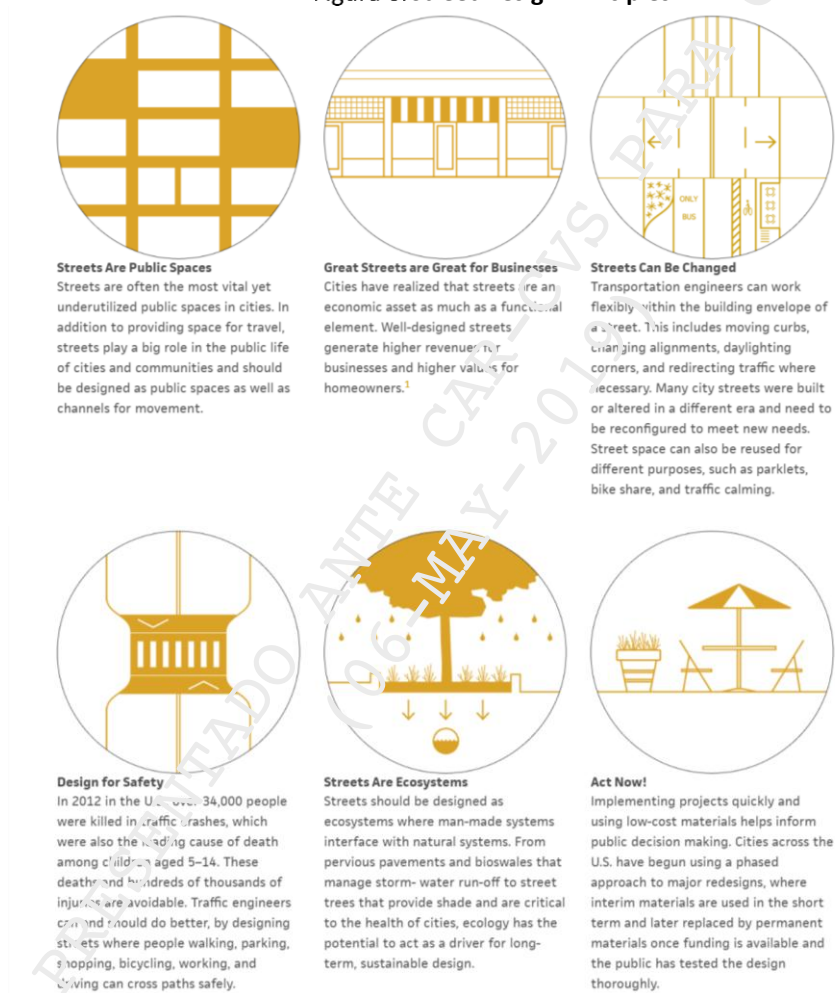 Streets Are Public Spaces
Streets are often the most vital yet
underutilized public spaces in cities. In
addition to providing space for travel,
streets play a big role in the public life
of cities and communities and should
be designed as public spaces as well as
channels for movement.
Great Streets are Great for Businesses
Cities have realized that streets are an
economic asset as much as a functional
element. Well-designed streets
generate higher revenues for
businesses and higher values for
homeowners.1
ONLY
BUS
Streets Can Be Changed
Transportation engineers can work
flexibly within the building envelope of
a street. This includes moving curbs,
changing alignments, daylighting
corners, and redirecting traffic where
necessary. Many city streets were built
or altered in a different era and need to
be reconfigured to meet new needs.
Street space can also be reused for
different purposes, such as parklets,
bike share, and traffic calming.
Design for Safety
In 2012 in the U.S. over 34,000 people
were killed in traffic crashes, which
were also the leading cause of death
among children aged 5–14. These
deaths and hundreds of thousands of
injuries are avoidable. Traffic engineers
can and should do better, by designing
streets where people walking, parking,
shopping, bicycling, working, and
driving can cross paths safely.
Streets Are Ecosystems
Streets should be designed as
ecosystems where man-made systems
interface with natural systems. From
pervious pavements and bioswales that
manage storm- water run-off to street
trees that provide shade and are critical
to the health of cities, ecology has the
potential to act as a driver for long-
term, sustainable design.
Act Now!
Implementing projects quickly and
using low-cost materials helps inform
public decision making. Cities across the
U.S. have begun using a phased
approach to major redesigns, where
interim materials are used in the short
term and later replaced by permanent
materials once funding is available and
the public has tested the design
thoroughly.
PRESENTADO ANTE CAR-CVS PARA
(06-MAY-2019)